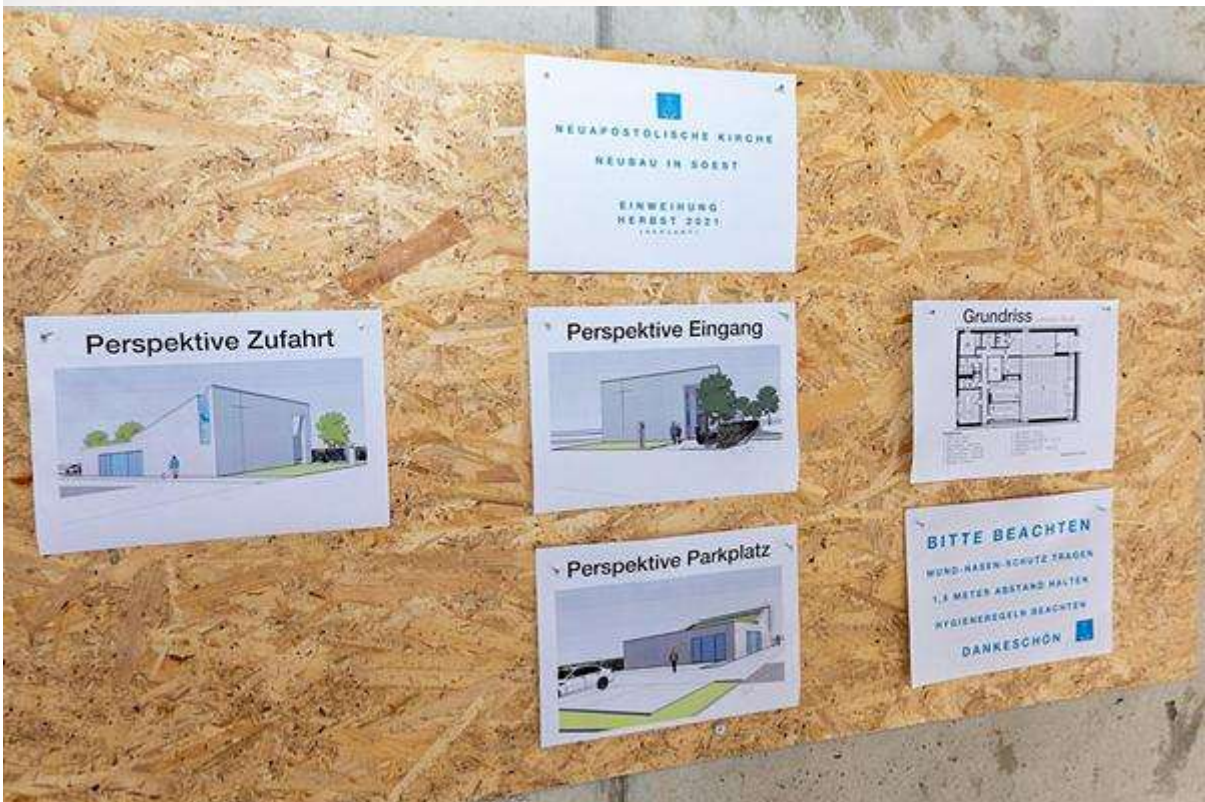 NEUAPOSTOLISCHE KIRCHE
NEUBAU IN SOEST
EINWEIHUNG
HERBST 2021
(GEPLANT)
Perspektive Zufahrt
Perspektive Eingang
Perspektive Parkplatz
Grundriss
BITTE BEACHTEN
MUND-NASEN-SCHUTZ TRAGEN
1,5 METER ABSTAND HALTEN
HYGIENEREGELN BEACHTEN
DANKESCHÖN